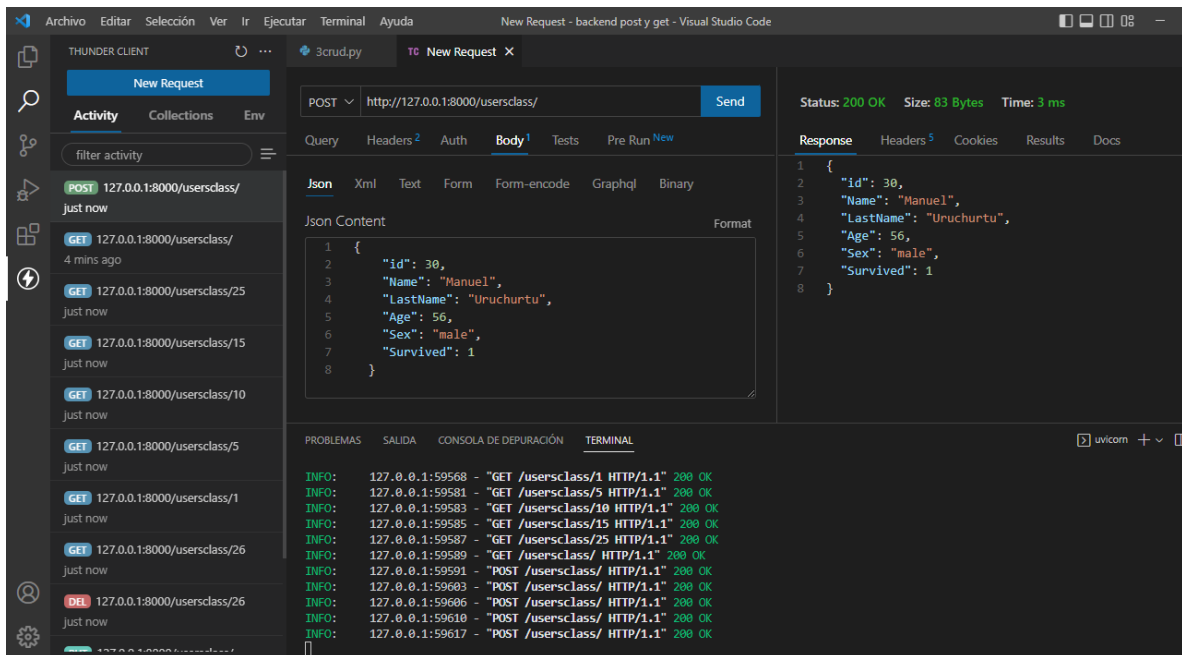 Archivo Editar Selección Ver Ir Ejecutar Terminal Ayuda New Request - backend post y get - Visual Studio Code
THUNDER CLIENT
New Request
Activity Collections Env
filter activity
POST 127.0.0.1:8000/usersclass/
just now
GET 127.0.0.1:8000/usersclass/
4 mins ago
GET 127.0.0.1:8000/usersclass/25
just now
GET 127.0.0.1:8000/usersclass/15
just now
GET 127.0.0.1:8000/usersclass/10
just now
GET 127.0.0.1:8000/usersclass/5
just now
GET 127.0.0.1:8000/usersclass/1
just now
GET 127.0.0.1:8000/usersclass/26
just now
DEL 127.0.0.1:8000/usersclass/26
just now
3crud.py TC New Request
POST http://127.0.0.1:8000/usersclass/ Send
Query Headers 2 Auth Body 1 Tests Pre Run New
Json Xml Text Form Form-encode Graphql Binary
Json Content Format
1 {
2 "id": 30,
3 "Name": "Manuel",
4 "LastName": "Uruchurtu",
5 "Age": 56,
6 "Sex": "male",
7 "Survived": 1
8 }
Status: 200 OK Size: 83 Bytes Time: 3 ms
Response Headers 5 Cookies Results Docs
1 {
2 "id": 30,
3 "Name": "Manuel",
4 "LastName": "Uruchurtu",
5 "Age": 56,
6 "Sex": "male",
7 "Survived": 1
8 }
PROBLEMAS SALIDA CONSOLA DE DEPURACIÓN TERMINAL uvicorn
INFO: 127.0.0.1:59568 - "GET /usersclass/1 HTTP/1.1" 200 OK
INFO: 127.0.0.1:59581 - "GET /usersclass/5 HTTP/1.1" 200 OK
INFO: 127.0.0.1:59583 - "GET /usersclass/10 HTTP/1.1" 200 OK
INFO: 127.0.0.1:59585 - "GET /usersclass/15 HTTP/1.1" 200 OK
INFO: 127.0.0.1:59587 - "GET /usersclass/25 HTTP/1.1" 200 OK
INFO: 127.0.0.1:59589 - "GET /usersclass/ HTTP/1.1" 200 OK
INFO: 127.0.0.1:59591 - "POST /usersclass/ HTTP/1.1" 200 OK
INFO: 127.0.0.1:59603 - "POST /usersclass/ HTTP/1.1" 200 OK
INFO: 127.0.0.1:59606 - "POST /usersclass/ HTTP/1.1" 200 OK
INFO: 127.0.0.1:59610 - "POST /usersclass/ HTTP/1.1" 200 OK
INFO: 127.0.0.1:59617 - "POST /usersclass/ HTTP/1.1" 200 OK